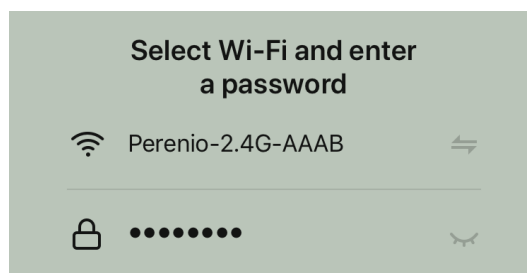 Select Wi-Fi and enter
a password
Perenio-2.4G-AAAB
••••••••